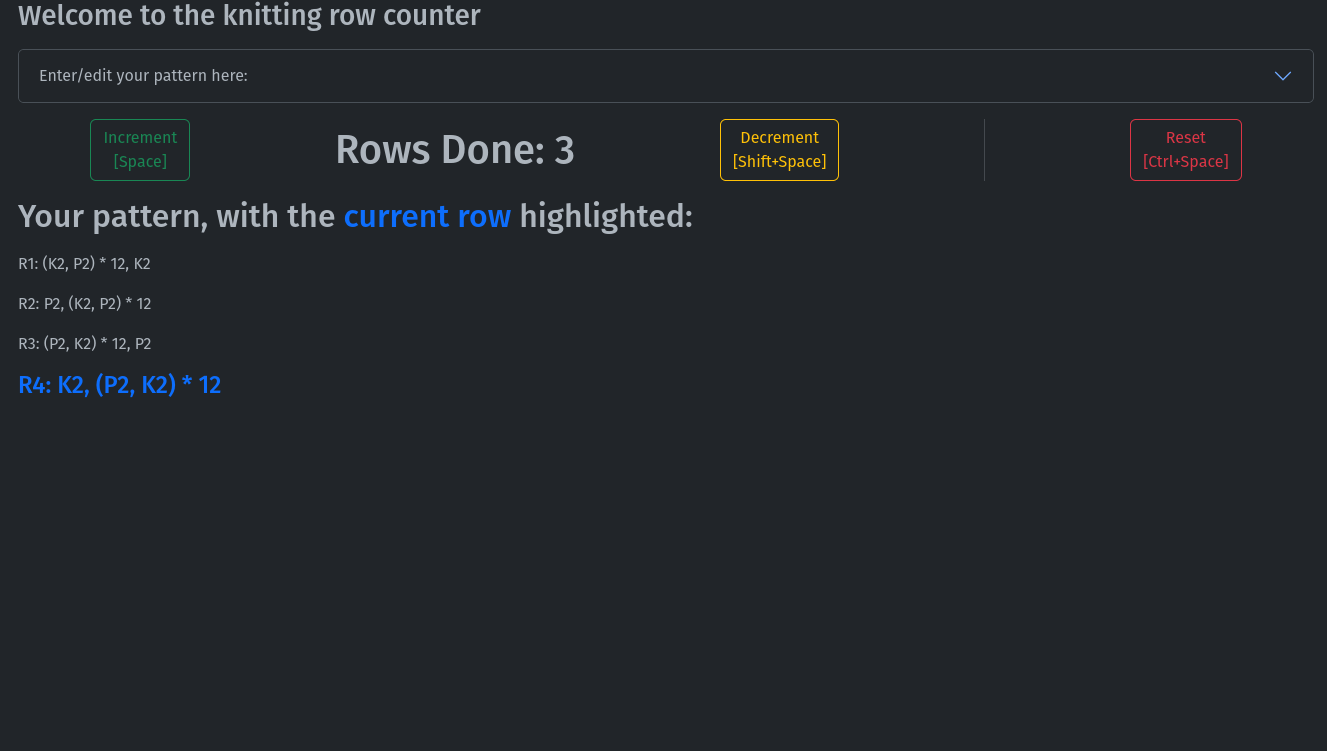 Welcome to the knitting row counter
Enter/edit your pattern here:
Increment
[Space]
Rows Done: 3
Decrement
[Shift+Space]
Reset
[Ctrl+Space]
Your pattern, with the current row highlighted:
R1: (K2, P2) * 12, K2
R2: P2, (K2, P2) * 12
R3: (P2, K2) * 12, P2
R4: K2, (P2, K2) * 12